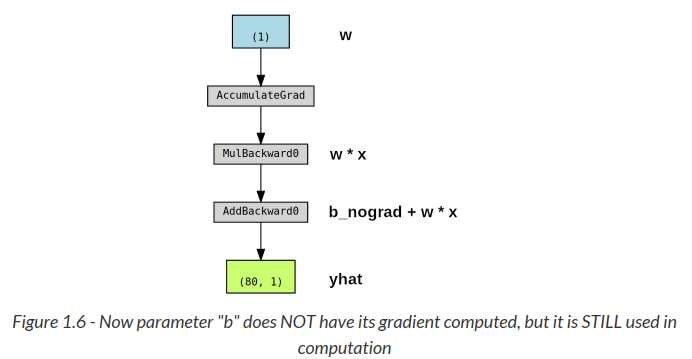 (1) w
AccumulateGrad
MulBackward0 w * x
AddBackward0 b_nograd + w * x
(80, 1) yhat
Figure 1.6 - Now parameter "b" does NOT have its gradient computed, but it is STILL used in
computation